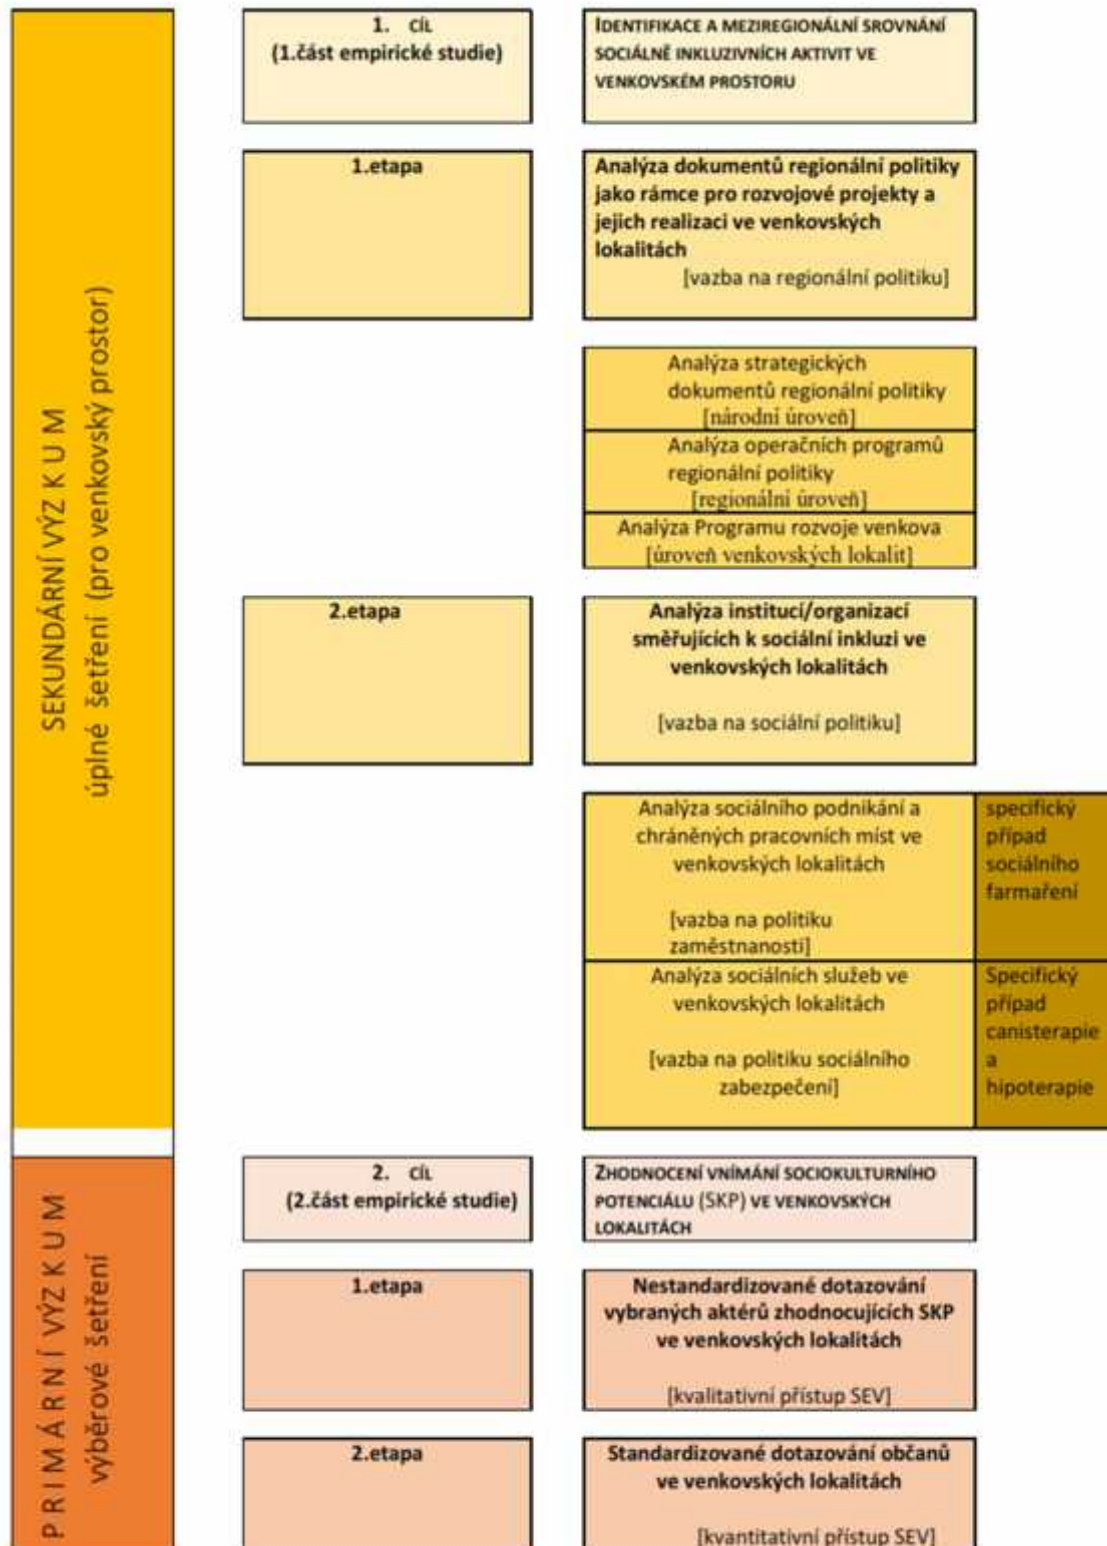 SEKUNDÁRNÍ VÝZ K U M
úplné šetření (pro venkovský prostor)
1. CÍL
(1.část empirické studie)
IDENTIFIKACE A MEZIREGIONÁLNÍ SROVNÁNÍ
SOCIÁLNĚ INKLUZIVNÍCH AKTIVIT VE
VENKOVSKÉM PROSTORU
1.etapa
Analýza dokumentů regionální politiky
jako rámce pro rozvojové projekty a
jejich realizaci ve venkovských
lokalitách
[vazba na regionální politiku]
Analýza strategických
dokumentů regionální politiky
[národní úroveň]
Analýza operačních programů
regionální politiky
[regionální úroveň]
Analýza Programu rozvoje venkova
[úroveň venkovských lokalit]
2.etapa
Analýza institucí/organizací
směřujících k sociální inkluzi ve
venkovských lokalitách
[vazba na sociální politiku]
Analýza sociálního podnikání a
chráněných pracovních míst ve
venkovských lokalitách
[vazba na politiku
zaměstnanosti]
specifický
případ
sociálního
farmaření
Analýza sociálních služeb ve
venkovských lokalitách
[vazba na politiku sociálního
zabezpečení]
Specifický
případ
canisterapie
a
hipoterapie
P R I M Á R N Í VÝZ K U M
výběrové šetření
2. CÍL
(2.část empirické studie)
ZHODNOCENÍ VNÍMÁNÍ SOCIOKULTURNÍHO
POTENCIÁLU (SKP) VE VENKOVSKÝCH
LOKALITÁCH
1.etapa
Nestandardizované dotazování
vybraných aktérů zhodnocujících SKP
ve venkovských lokalitách
[kvalitativní přístup SEV]
2.etapa
Standardizované dotazování občanů
ve venkovských lokalitách
[kvantitativní přístup SEV]